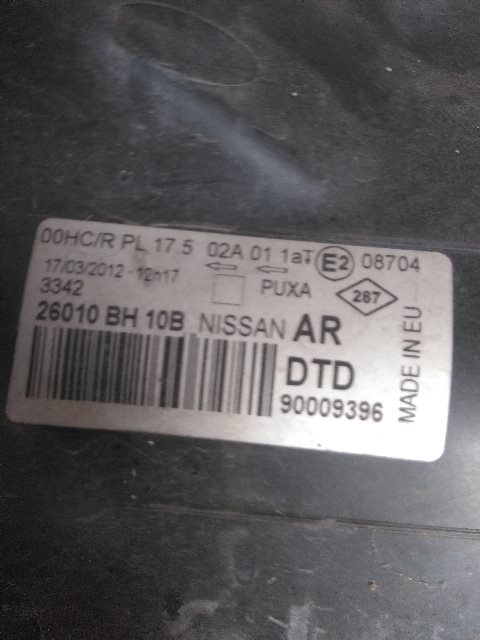 00HC/R PL 17.5 02A 01 1aT E2 08704
17/03/2012 - 12h17 PUXA 287
3342
26010 BH 10B NISSAN AR
DTD
90009396
MADE IN EU